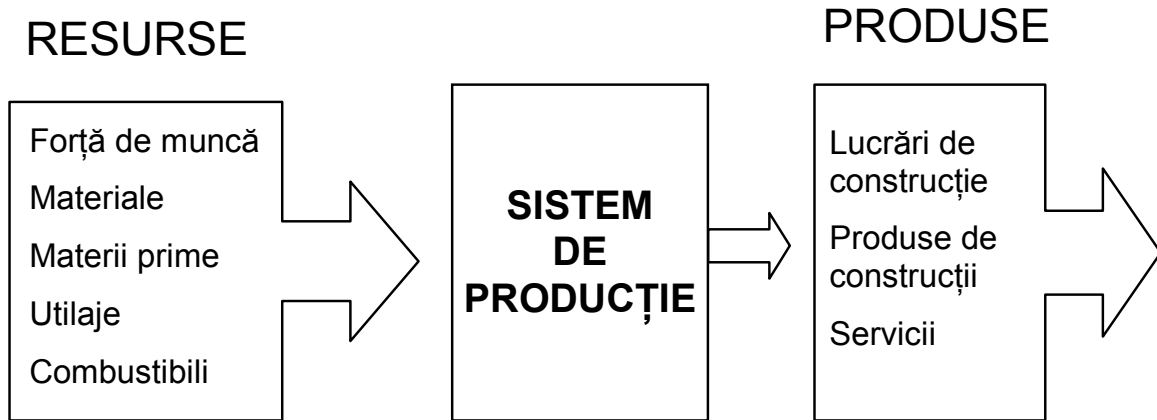 RESURSE
Forță de muncă
Materiale
Materii prime
Utilaje
Combustibili
SISTEM
DE
PRODUCȚIE
PRODUSE
Lucrări de
construcție
Produse de
construcții
Servicii